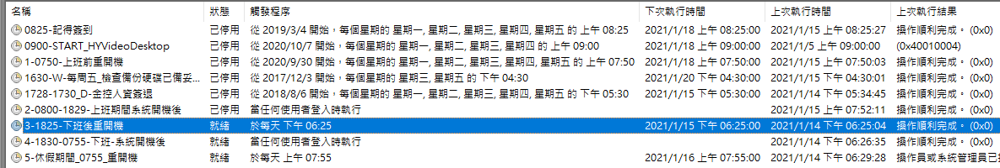 名稱 狀態 觸發程序 下次執行時間 上次執行時間 上次執行結果
0825-記得簽到 已停用 從 2019/3/4 開始，每個星期的 星期一, 星期二, 星期三, 星期四, 星期五 的 上午 08:25 2021/1/18 上午 08:25:00 2021/1/15 上午 08:25:27 操作順利完成。 (0x0)
0900-START_HYVideoDesktop 已停用 從 2020/10/7 開始，每個星期的 星期一, 星期二, 星期三, 星期四 的 上午 09:00 2021/1/18 上午 09:00:00 2021/1/5 上午 09:00:00 (0x40010004)
1-0750-上班前重開機 已停用 從 2020/9/30 開始，每個星期的 星期一, 星期二, 星期三, 星期四, 星期五 的 上午 07:50 2021/1/18 上午 07:50:00 2021/1/15 上午 07:50:03 操作順利完成。 (0x0)
1630-W-每周五_檢查備份硬碟已備妥... 已停用 從 2017/12/3 開始，每個星期的 星期三, 星期五 的 下午 04:30 2021/1/20 下午 04:30:00 2021/1/15 下午 04:30:01 操作順利完成。 (0x0)
1728-1730_D-金控人資簽退 已停用 從 2018/8/6 開始，每個星期的 星期一, 星期二, 星期三, 星期四, 星期五 的 下午 05:30 2021/1/18 下午 05:30:00 2021/1/14 下午 05:34:45 操作順利完成。 (0x0)
2-0800-1829-上班期間系統開機後 已停用 當任何使用者登入時執行 2021/1/15 上午 07:52:11 操作順利完成。 (0x0)
3-1825-下班後重開機 就緒 於每天 下午 06:25 2021/1/15 下午 06:25:00 2021/1/14 下午 06:25:04 操作順利完成。 (0x0)
4-1830-0755-下班-系統開機後 就緒 當任何使用者登入時執行 2021/1/14 下午 06:26:35 操作順利完成。 (0x0)
5-休假期間_0755_重開機 就緒 於每天 上午 07:55 2021/1/16 上午 07:55:00 2021/1/14 下午 06:29:28 操作員或系統管理員已